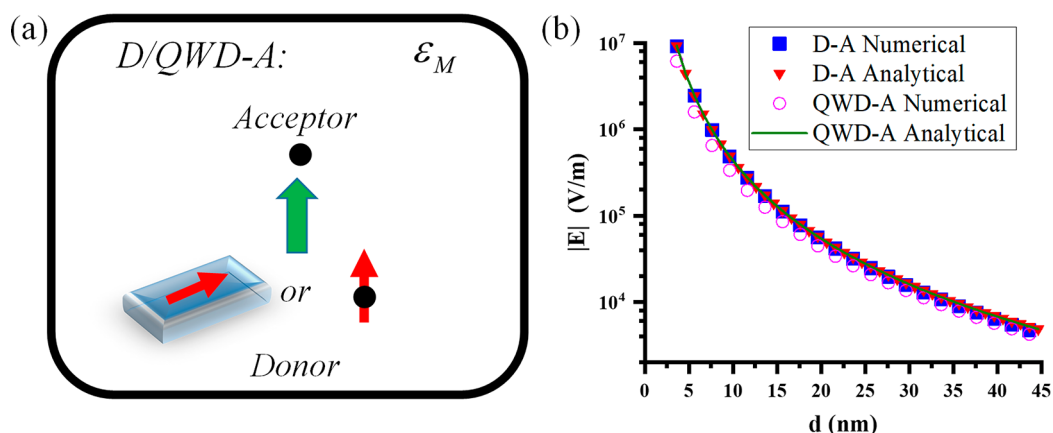 (a)
D/QWD-A:
ε_M
Acceptor
or
Donor
(b)
D-A Numerical
D-A Analytical
QWD-A Numerical
QWD-A Analytical
10^7
10^6
10^5
10^4
|E| (V/m)
0 5 10 15 20 25 30 35 40 45
d (nm)